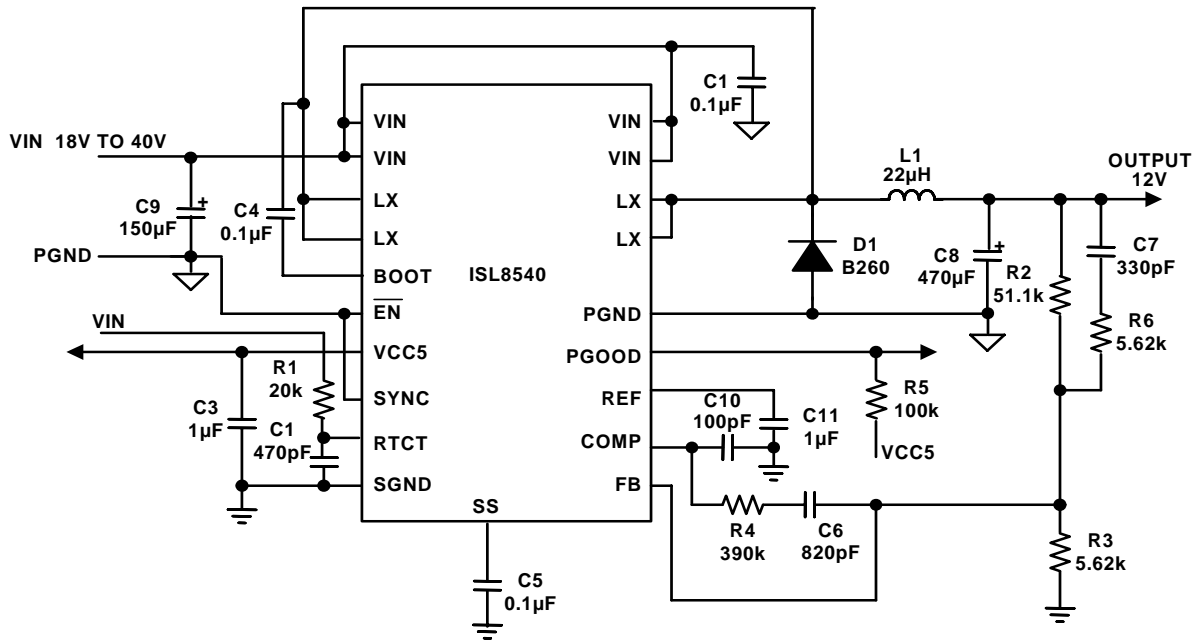 VIN 18V TO 40V
C9
150µF
+
PGND
C4
0.1µF
VIN
VIN
LX
LX
BOOT
EN
VCC5
SYNC
RTCT
SGND
SS
ISL8540
VIN
VIN
LX
LX
PGND
PGOOD
REF
COMP
FB
VIN
R1
20k
C3
1µF
C1
470pF
C5
0.1µF
C1
0.1µF
L1
22µH
OUTPUT
12V
D1
B260
C8
470µF
+
R2
51.1k
C7
330pF
R6
5.62k
R5
100k
VCC5
C10
100pF
C11
1µF
R4
390k
C6
820pF
R3
5.62k